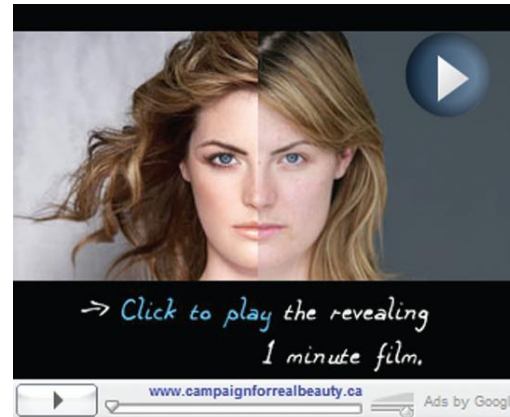 → Click to play the revealing
1 minute film.
www.campaignforrealbeauty.ca
Ads by Googl